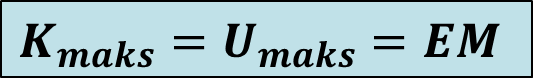 K_maks = U_maks = EM